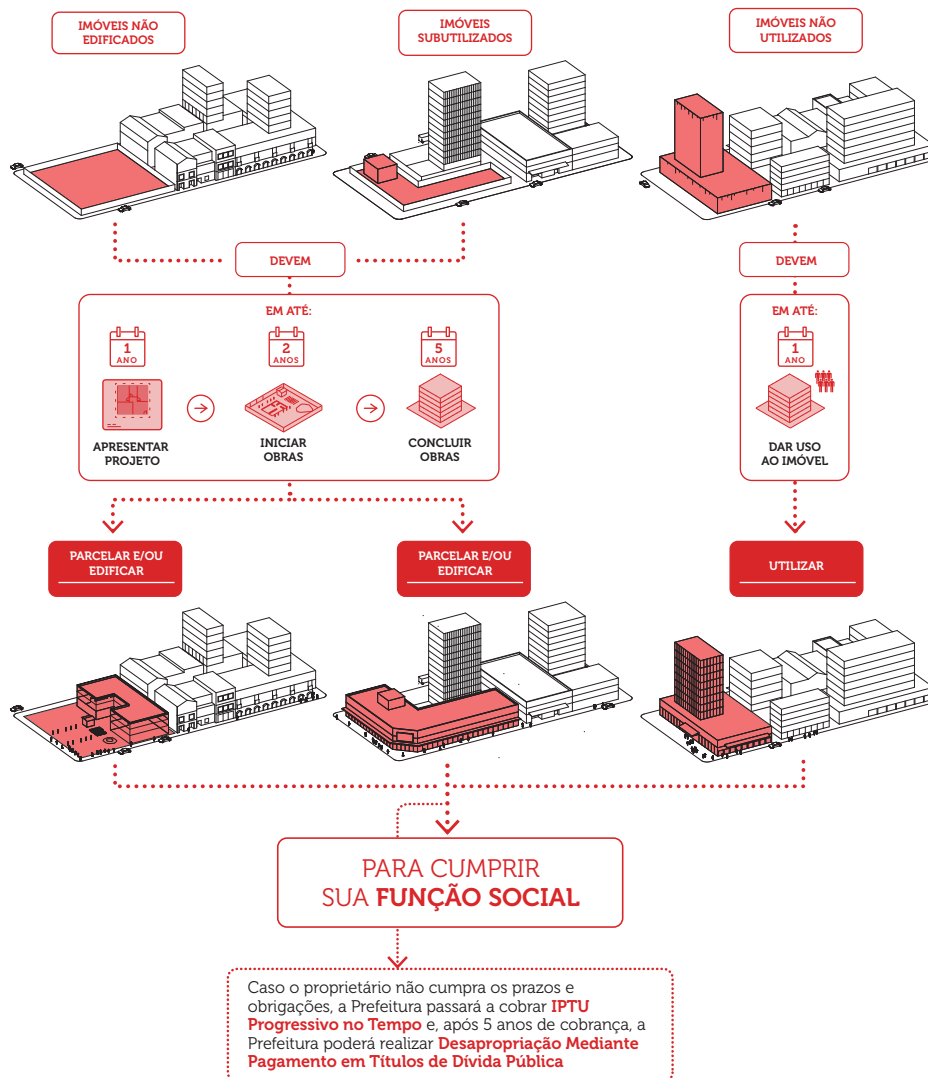 IMÓVEIS NÃO
EDIFICADOS
IMÓVEIS
SUBUTILIZADOS
IMÓVEIS NÃO
UTILIZADOS
DEVEM
DEVEM
EM ATÉ:
1
ANO
2
ANOS
5
ANOS
APRESENTAR
PROJETO
INICIAR
OBRAS
CONCLUIR
OBRAS
EM ATÉ:
1
ANO
DAR USO
AO IMÓVEL
PARCELAR E/OU
EDIFICAR
PARCELAR E/OU
EDIFICAR
UTILIZAR
PARA CUMPRIR
SUA FUNÇÃO SOCIAL
Caso o proprietário não cumpra os prazos e
obrigações, a Prefeitura passará a cobrar IPTU
Progressivo no Tempo e, após 5 anos de cobrança, a
Prefeitura poderá realizar Desapropriação Mediante
Pagamento em Títulos de Dívida Pública